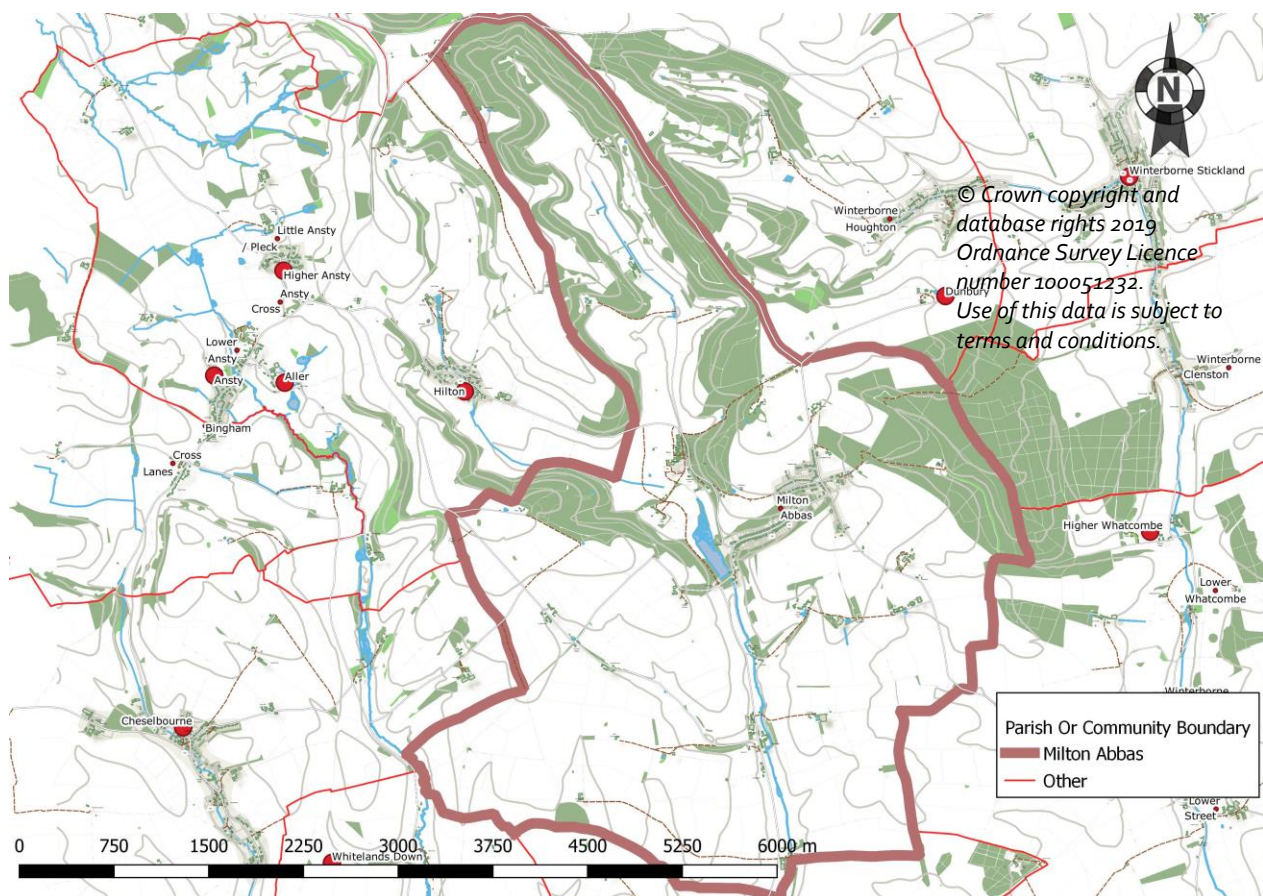 N
Winterborne Stickland
© Crown copyright and
database rights 2019
Ordnance Survey Licence
number 100051232.
Use of this data is subject to
terms and conditions.
Winterborne
Houghton
Little Ansty
/ Pleck
Higher Ansty
Ansty
Cross
Dunbury
Lower
Ansty
Ansty
Aller
Hilton
Winterborne
Clenston
Bingham
Cross
Lanes
Milton
Abbas
Higher Whatcombe
Lower
Whatcombe
Winterborne
Cheselbourne
Parish Or Community Boundary
Milton Abbas
Other
Lower
Street
0 750 1500 2250 3000 3750 4500 5250 6000 m
Whitelands Down